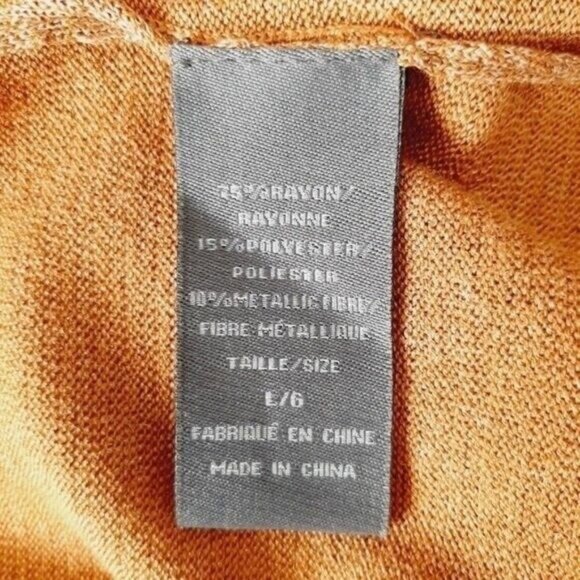 75%RAYON/
RAYONNE
15%POLYESTER/
POLIESTER
10%METALLIC FIBRE/
FIBRE MÉTALLIQUE
TAILLE/SIZE
E/6
FABRIQUÉ EN CHINE
MADE IN CHINA